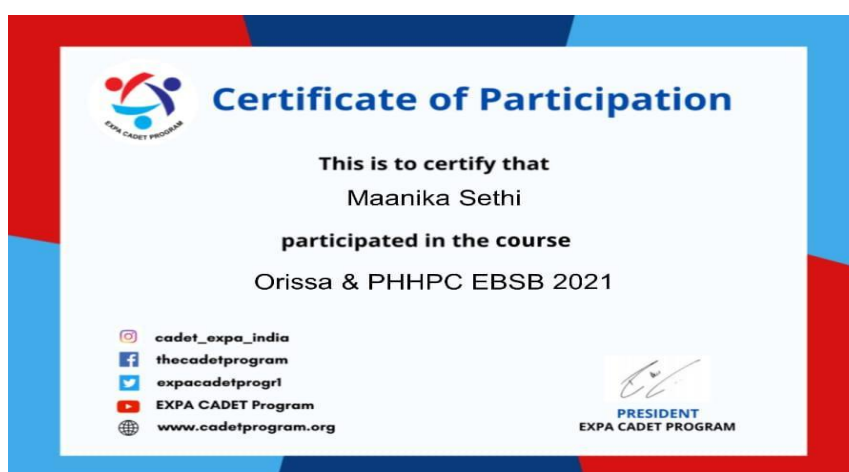 Certificate of Participation
EXPA CADET PROGRAM
This is to certify that
Maanika Sethi
participated in the course
Orissa & PHHPC EBSB 2021
cadet_expa_india
thecadetprogram
expacadetprogr1
EXPA CADET Program
www.cadetprogram.org
PRESIDENT
EXPA CADET PROGRAM